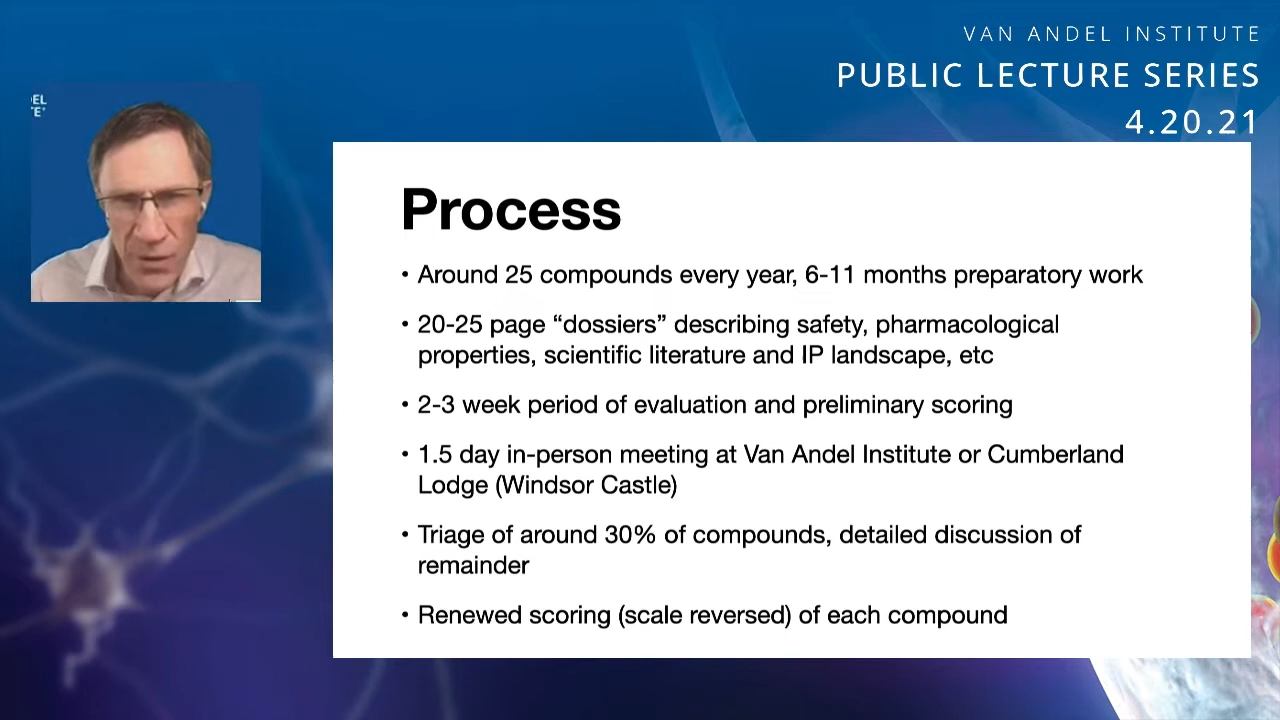 VAN ANDEL INSTITUTE
PUBLIC LECTURE SERIES
4.20.21
EL
E
Process
• Around 25 compounds every year, 6-11 months preparatory work
• 20-25 page “dossiers” describing safety, pharmacological
properties, scientific literature and IP landscape, etc
• 2-3 week period of evaluation and preliminary scoring
• 1.5 day in-person meeting at Van Andel Institute or Cumberland
Lodge (Windsor Castle)
• Triage of around 30% of compounds, detailed discussion of
remainder
• Renewed scoring (scale reversed) of each compound